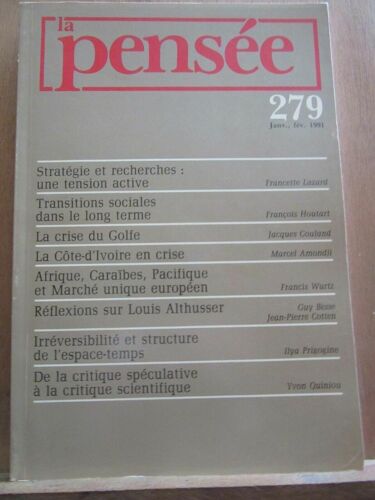 la
pensée
279
Janv., fév. 1991
Stratégie et recherches :
une tension active Francette Lazard
Transitions sociales
dans le long terme François Houtart
La crise du Golfe Jacques Couland
La Côte-d'Ivoire en crise Marcel Amondji
Afrique, Caraïbes, Pacifique
et Marché unique européen Francis Wurtz
Réflexions sur Louis Althusser Guy Besse
Jean-Pierre Cotten
Irréversibilité et structure
de l'espace-temps Ilya Prigogine
De la critique spéculative
à la critique scientifique Yvon Quiniou